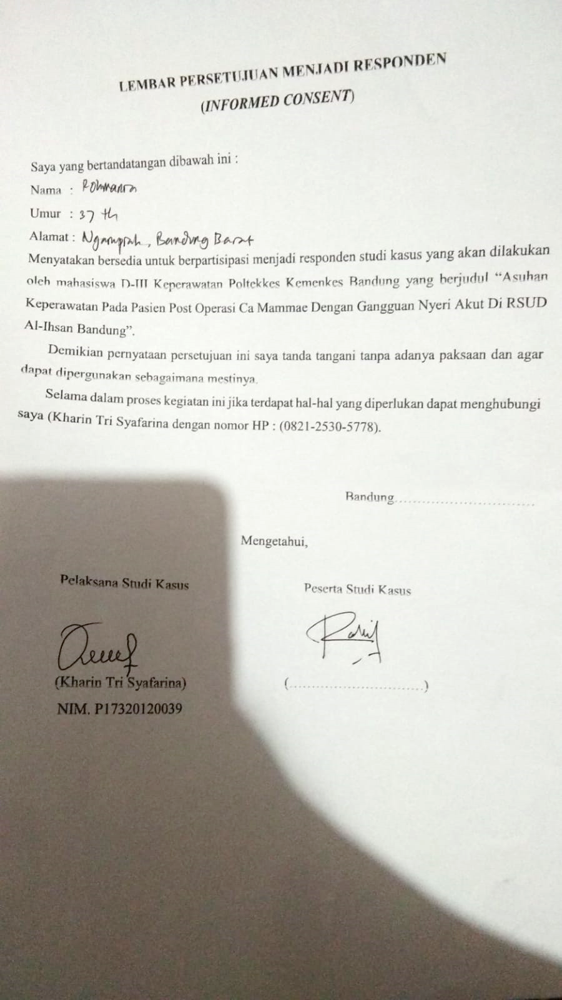 LEMBAR PERSETUJUAN MENJADI RESPONDEN
(INFORMED CONSENT)
Saya yang bertandatangan dibawah ini :
Nama :
Umur : 37 th
Alamat : Ngamprah, Bandung Barat
Menyatakan bersedia untuk berpartisipasi menjadi responden studi kasus yang akan dilakukan
oleh mahasiswa D-III Keperawatan Poltekkes Kemenkes Bandung yang berjudul “Asuhan
Keperawatan Pada Pasien Post Operasi Ca Mammae Dengan Gangguan Nyeri Akut Di RSUD
Al-Ihsan Bandung”.
Demikian pernyataan persetujuan ini saya tanda tangani tanpa adanya paksaan dan agar
dapat dipergunakan sebagaimana mestinya.
Selama dalam proses kegiatan ini jika terdapat hal-hal yang diperlukan dapat menghubungi
saya (Kharin Tri Syafarina dengan nomor HP : (0821-2530-5778).
Bandung................................
Mengetahui,
Pelaksana Studi Kasus
Peserta Studi Kasus
(Kharin Tri Syafarina)
(..............................)
NIM. P17320120039